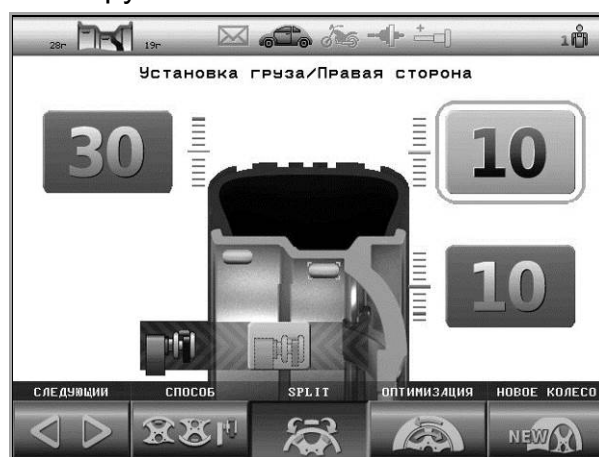 28г 19г 1
Установка груза/Правая сторона
30 10
10
СЛЕДУЮЩИЙ СПОСОБ SPLIT ОПТИМИЗАЦИЯ НОВОЕ КОЛЕСО
NEW